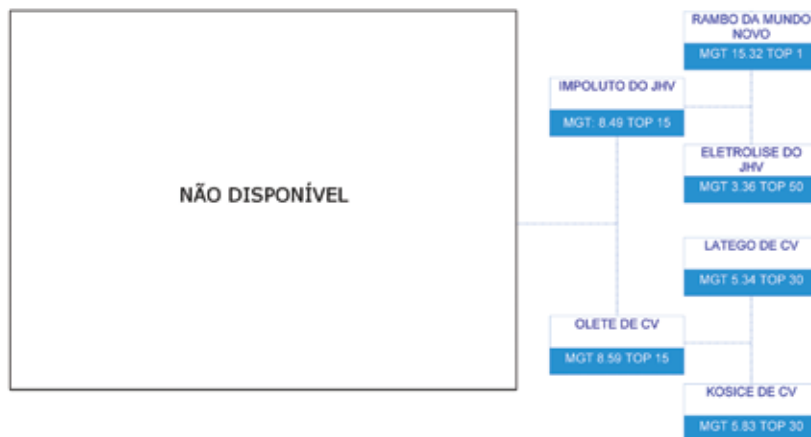 NÃO DISPONÍVEL
IMPOLUTO DO JHV
MGT: 8.49 TOP 15
OLETE DE CV
MGT 8.59 TOP 15
RAMBO DA MUNDO
NOVO
MGT 15.32 TOP 1
ELETROLISE DO
JHV
MGT 3.36 TOP 50
LATEGO DE CV
MGT 5.34 TOP 30
KOSICE DE CV
MGT 5.83 TOP 30